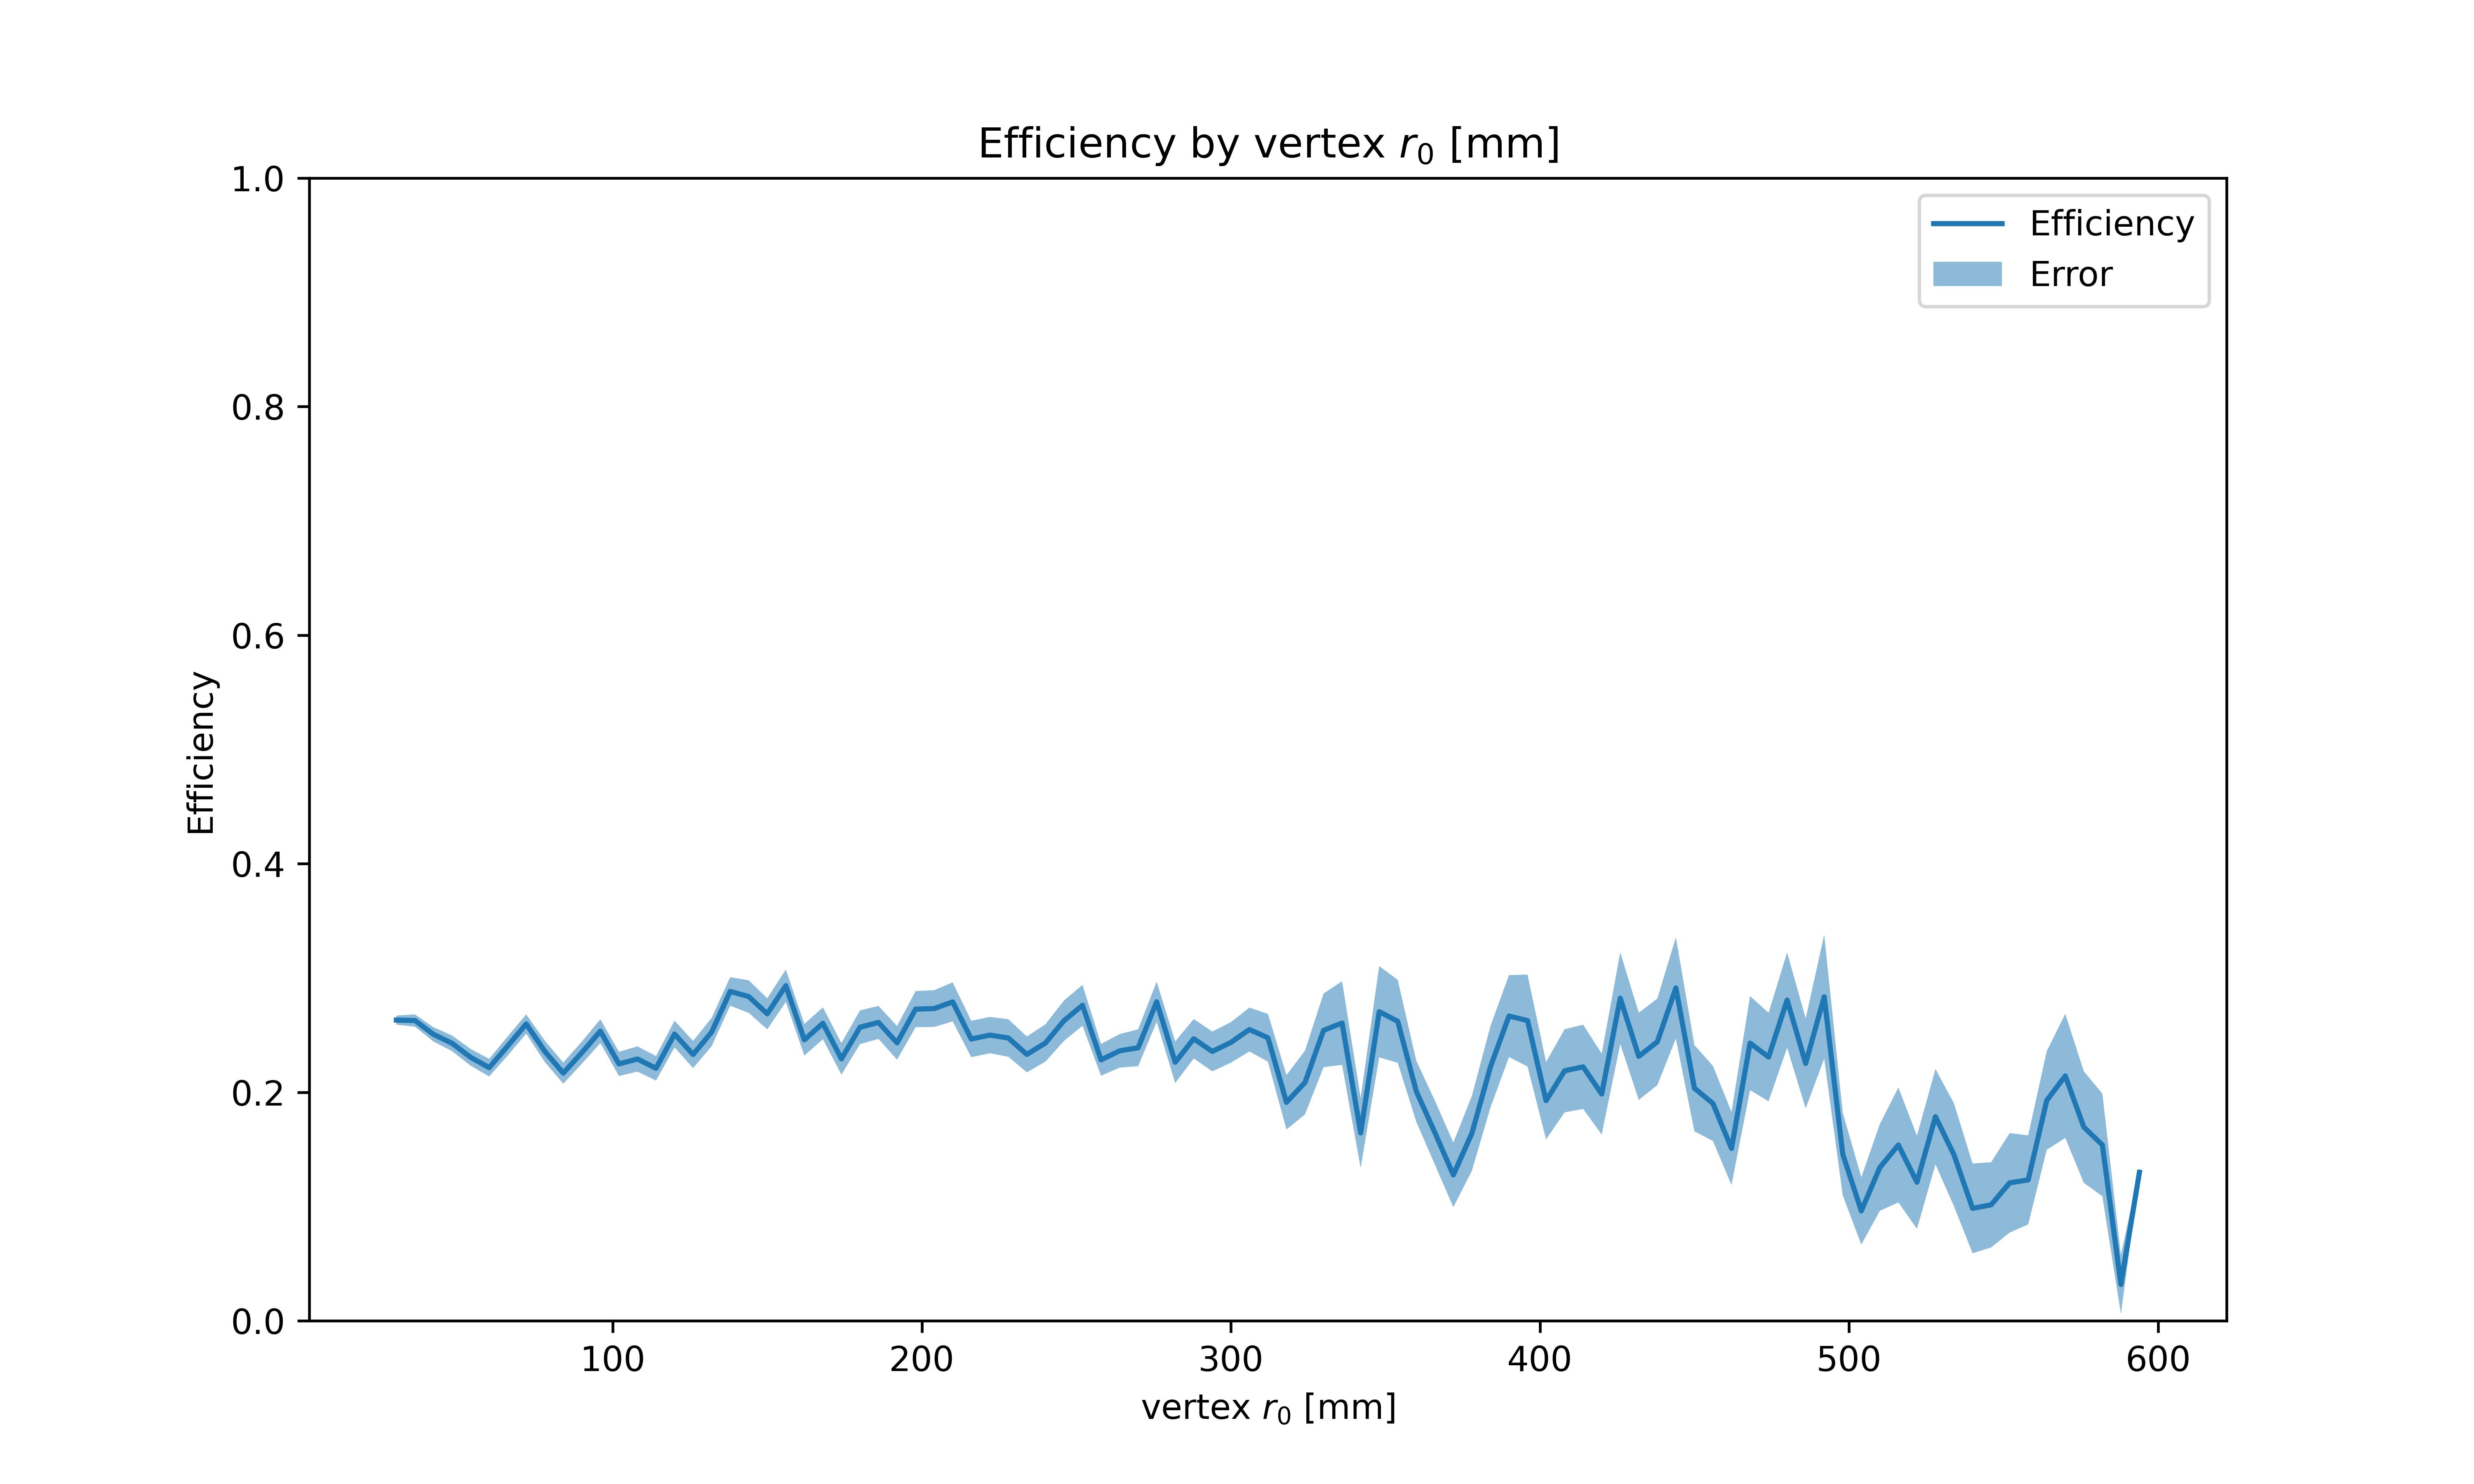 Efficiency by vertex r₀ [mm]
Efficiency
Error
1.0
0.8
0.6
0.4
0.2
0.0
Efficiency
100 200 300 400 500 600
vertex r₀ [mm]